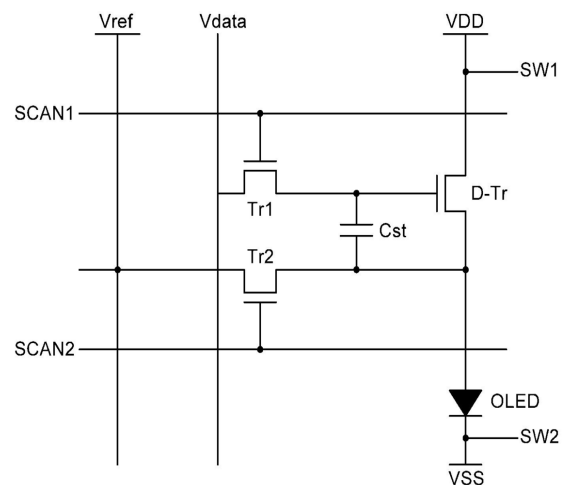 Vref
Vdata
VDD
SW1
SCAN1
D-Tr
Tr1
Cst
Tr2
SCAN2
OLED
SW2
VSS